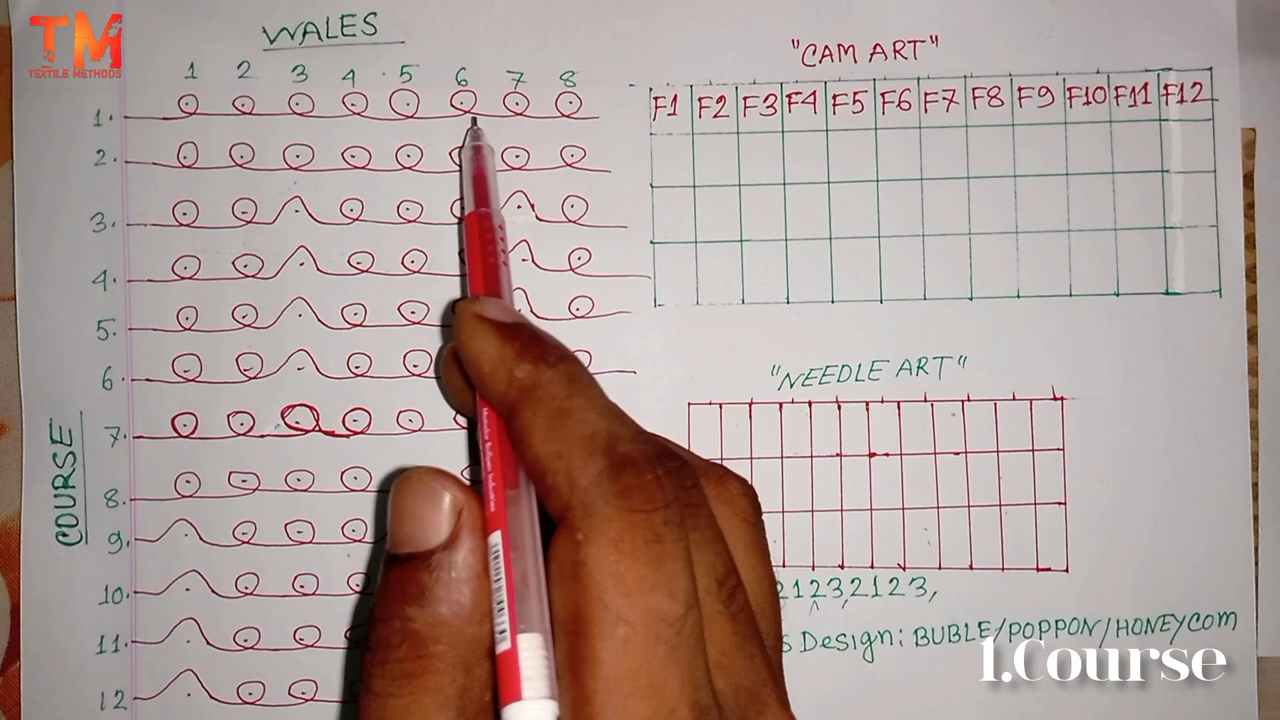 TM
TEXTILE METHODS
WALES
1 2 3 4 5 6 7 8
1.
2.
3.
4.
5.
6.
7.
8.
9.
10.
11.
12
COURSE
"CAM ART"
F1 F2 F3 F4 F5 F6 F7 F8 F9 F10 F11 F12
"NEEDLE ART"
2123,2123,
Design: BUBLE/POPPON/HONEYCOM
1.Course